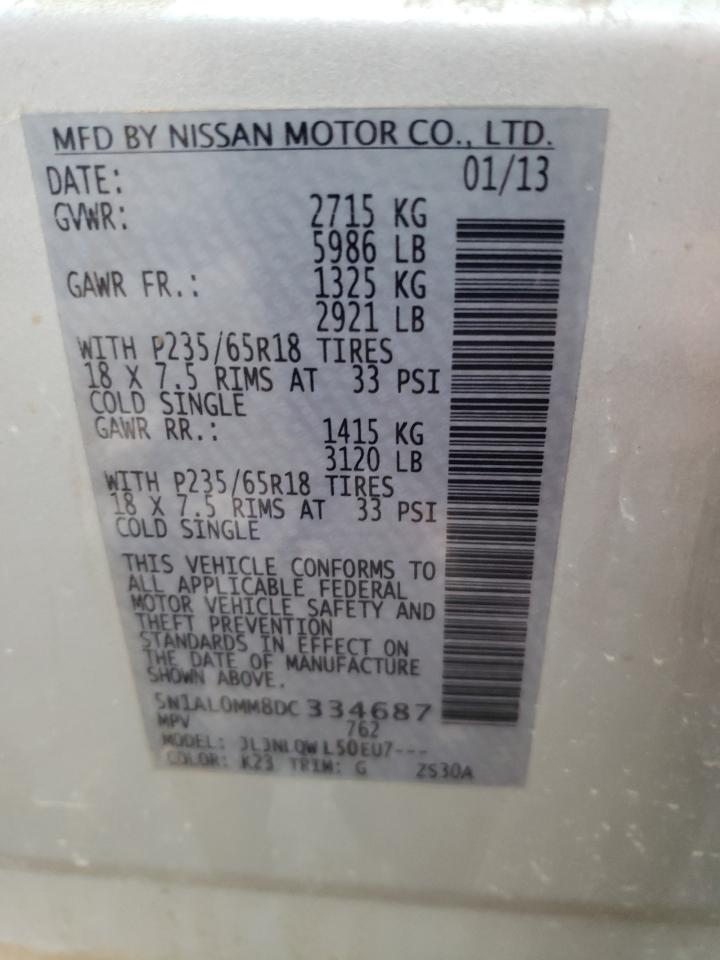 MFD BY NISSAN MOTOR CO., LTD.
DATE: 01/13
GVWR: 2715 KG
5986 LB
GAWR FR.: 1325 KG
2921 LB
WITH P235/65R18 TIRES
18 X 7.5 RIMS AT 33 PSI
COLD SINGLE
GAWR RR.: 1415 KG
3120 LB
WITH P235/65R18 TIRES
18 X 7.5 RIMS AT 33 PSI
COLD SINGLE
THIS VEHICLE CONFORMS TO
ALL APPLICABLE FEDERAL
MOTOR VEHICLE SAFETY AND
THEFT PREVENTION
STANDARDS IN EFFECT ON
THE DATE OF MANUFACTURE
SHOWN ABOVE.
5N1AL0MM8DC334687
MPV 762
MODEL: JL3NLQWL50EU7---
COLOR: K23 TRIM: G ZS30A